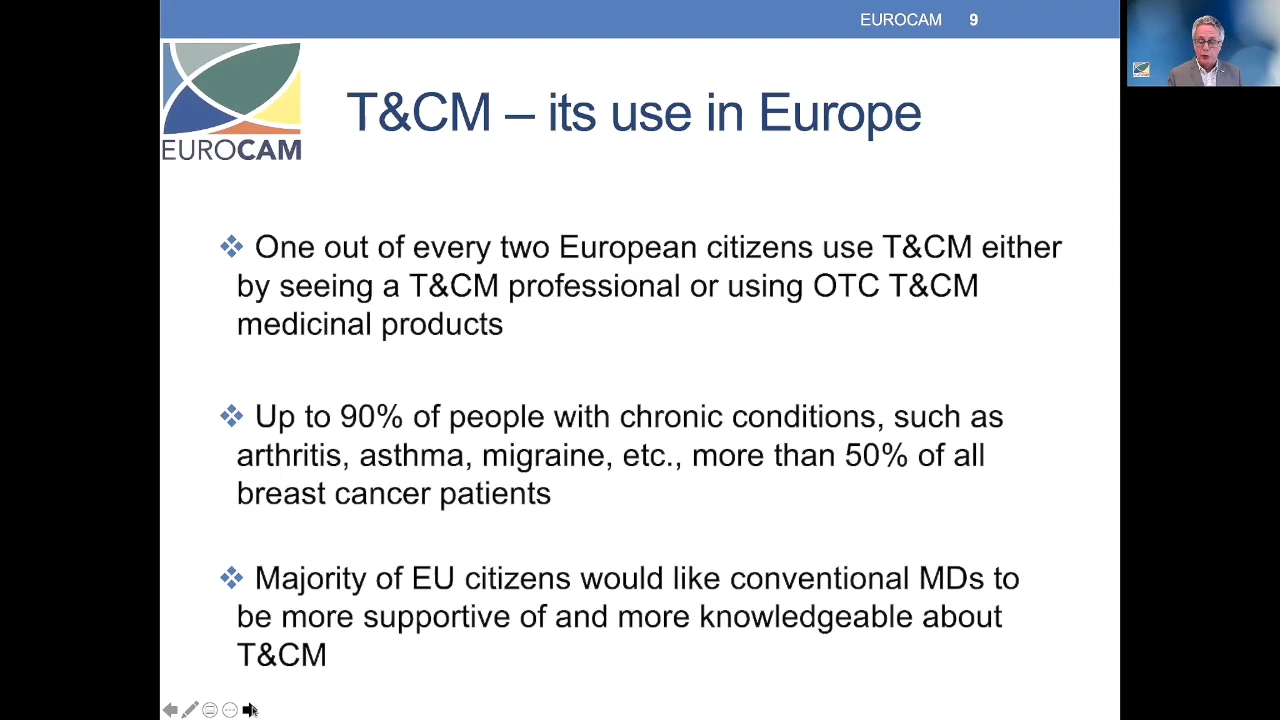 EUROCAM 9
EUROCAM
T&CM – its use in Europe
One out of every two European citizens use T&CM either
by seeing a T&CM professional or using OTC T&CM
medicinal products
Up to 90% of people with chronic conditions, such as
arthritis, asthma, migraine, etc., more than 50% of all
breast cancer patients
Majority of EU citizens would like conventional MDs to
be more supportive of and more knowledgeable about
T&CM